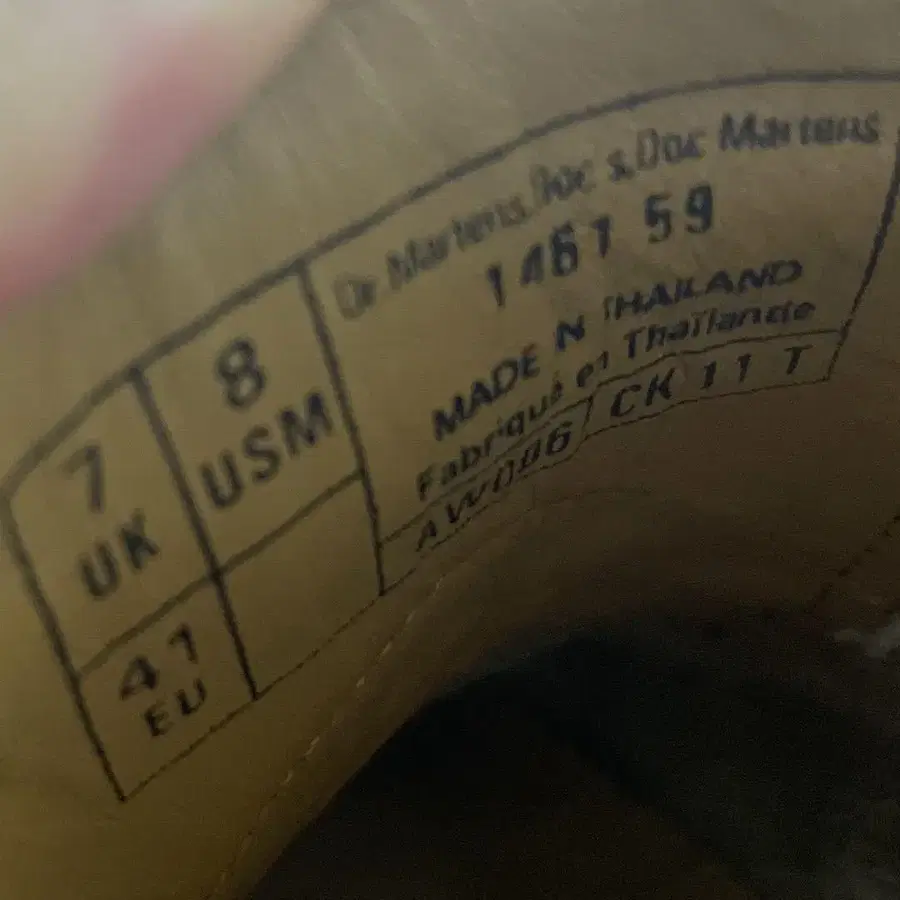 7
UK
8
USM
41
EU
Dr. Martens, Doc's, Doc Martens
1461 59
MADE IN THAILAND
Fabriqué en Thaïlande
AW006 CK 11 T